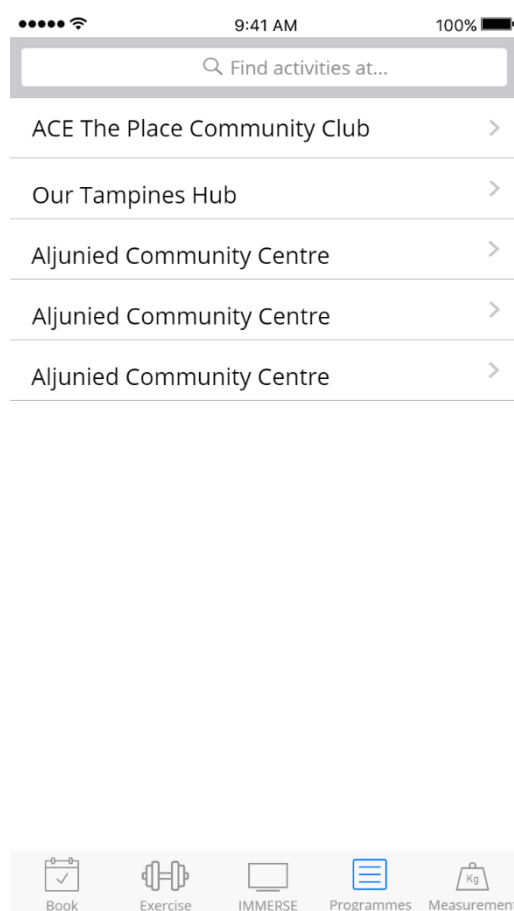 9:41 AM 100%
Find activities at...
ACE The Place Community Club
Our Tampines Hub
Aljunied Community Centre
Aljunied Community Centre
Aljunied Community Centre
Kg
Book Exercise IMMERSE Programmes Measurement